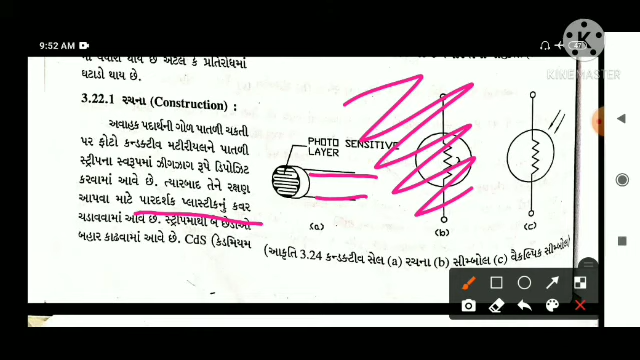 9:52 AM
KINEMASTER
ઘટાડો થાય છે.
3.22.1 રચના (Construction) :
અવાહક પદાર્થની ગોળ પાતળી ચકતી
પર ફોટો કન્ડક્ટીવ મટીરીયલને પાતળી
સ્ટ્રીપના સ્વરૂપમાં ઝીગઝાગ રૂપે ડિપોઝિટ
કરવામાં આવે છે. ત્યારબાદ તેને રક્ષણ
આપવા માટે પારદર્શક પ્લાસ્ટીકનું કવર
ચડાવવામાં આવે છે. સ્ટ્રીપમાથી બે છેડાઓ
બહાર કાઢવામાં આવે છે. CdS (કેડમિયમ
PHOTO SENSITIVE
LAYER
(a)
(b)
(c)
(આકૃતિ 3.24 કન્ડક્ટીવ સેલ (a) રચના (b) સીમ્બોલ (c) વૈકલ્પિક સીમ્બોલ)